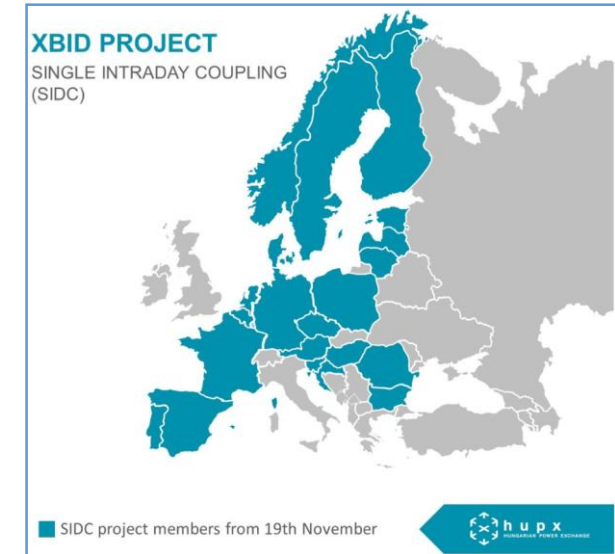 XBID PROJECT
SINGLE INTRADAY COUPLING
(SIDC)
SIDC project members from 19th November
hupx
HUNGARIAN POWER EXCHANGE